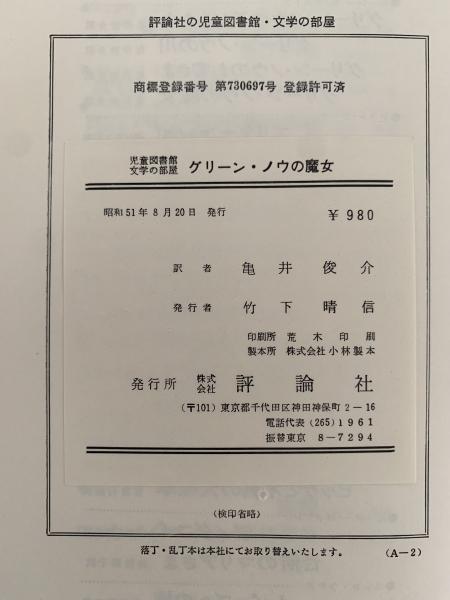 評論社の児童図書館・文学の部屋
商標登録番号 第730697号 登録許可済
児童図書館
文学の部屋 グリーン・ノウの魔女
昭和51年8月20日 発行 ¥980
訳者 亀井俊介
発行者 竹下晴信
印刷所 荒木印刷
製本所 株式会社小林製本
発行所 株式会社 評論社
(〒101) 東京都千代田区神田神保町2-16
電話代表 (265) 1961
振替東京 8-7294
(検印省略)
落丁・乱丁本は本社にてお取り替えいたします。 (A-2)